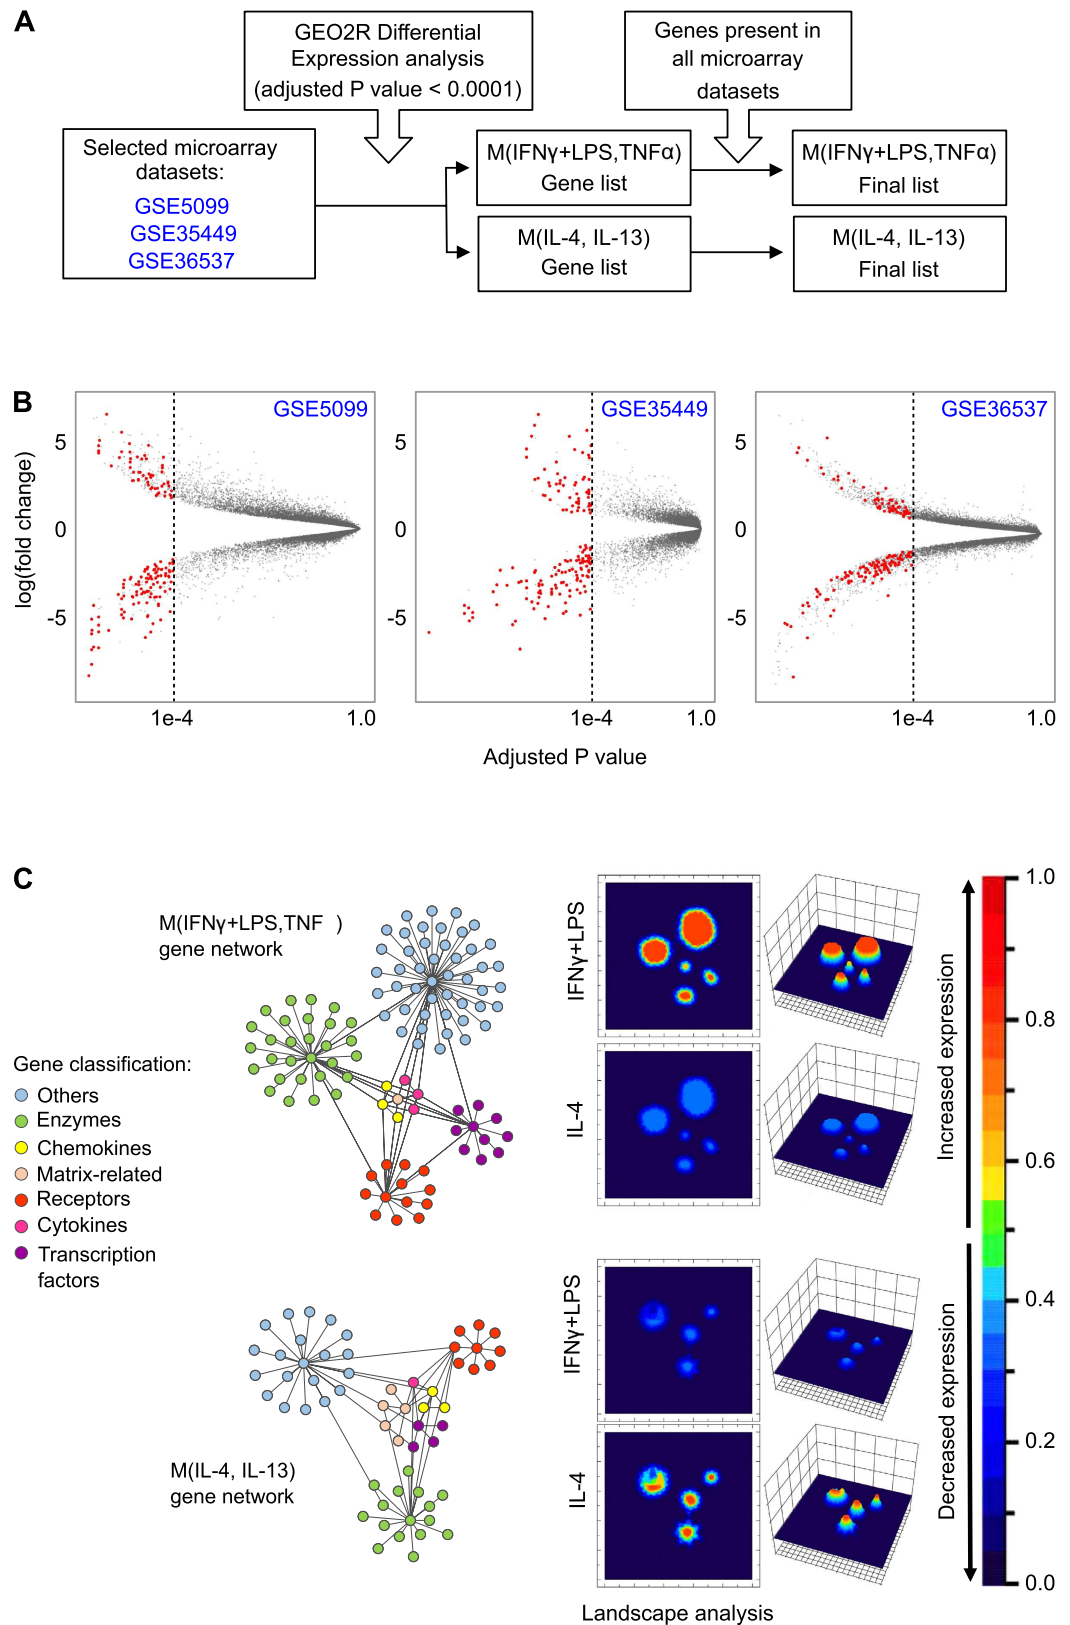 A
GEO2R Differential
Expression analysis
(adjusted P value < 0.0001)
Genes present in
all microarray
datasets
Selected microarray
datasets:
GSE5099
GSE35449
GSE36537
M(IFNγ+LPS,TNFα)
Gene list
M(IFNγ+LPS,TNFα)
Final list
M(IL-4, IL-13)
Gene list
M(IL-4, IL-13)
Final list
B
GSE5099
GSE35449
GSE36537
log(fold change)
5
0
-5
5
0
-5
5
0
-5
1e-4
1.0
1e-4
1.0
1e-4
1.0
Adjusted P value
C
M(IFNγ+LPS,TNF )
gene network
Gene classification:
Others
Enzymes
Chemokines
Matrix-related
Receptors
Cytokines
Transcription
factors
M(IL-4, IL-13)
gene network
IFNγ+LPS
IL-4
IFNγ+LPS
IL-4
Landscape analysis
Increased expression
Decreased expression
1.0
0.8
0.6
0.4
0.2
0.0